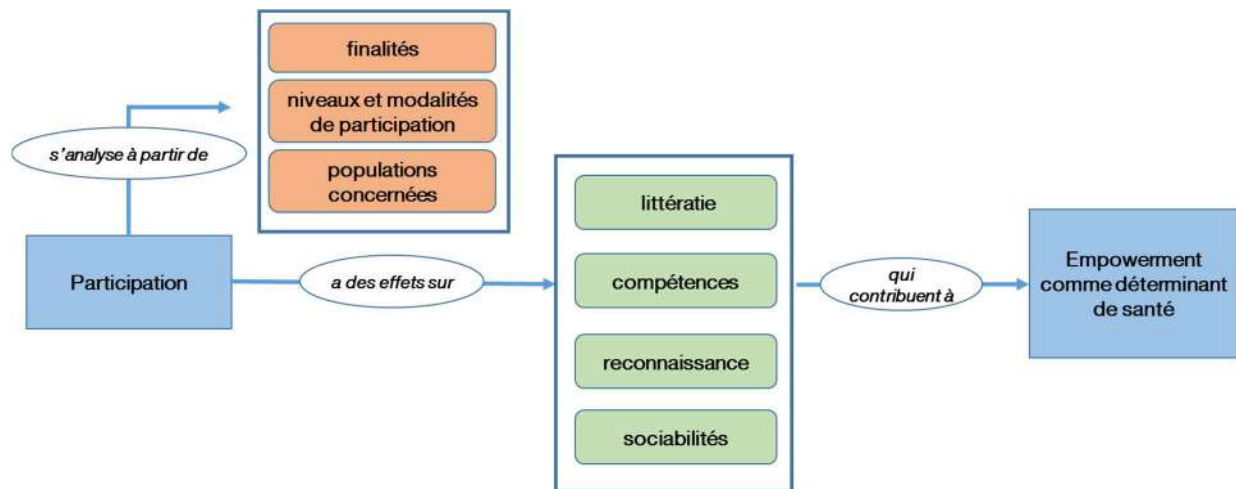 finalités
niveaux et modalités
de participation
populations
concernées
s'analyse à partir de
Participation
a des effets sur
littératie
compétences
reconnaissance
sociabilités
qui
contribuent à
Empowerment
comme déterminant
de santé